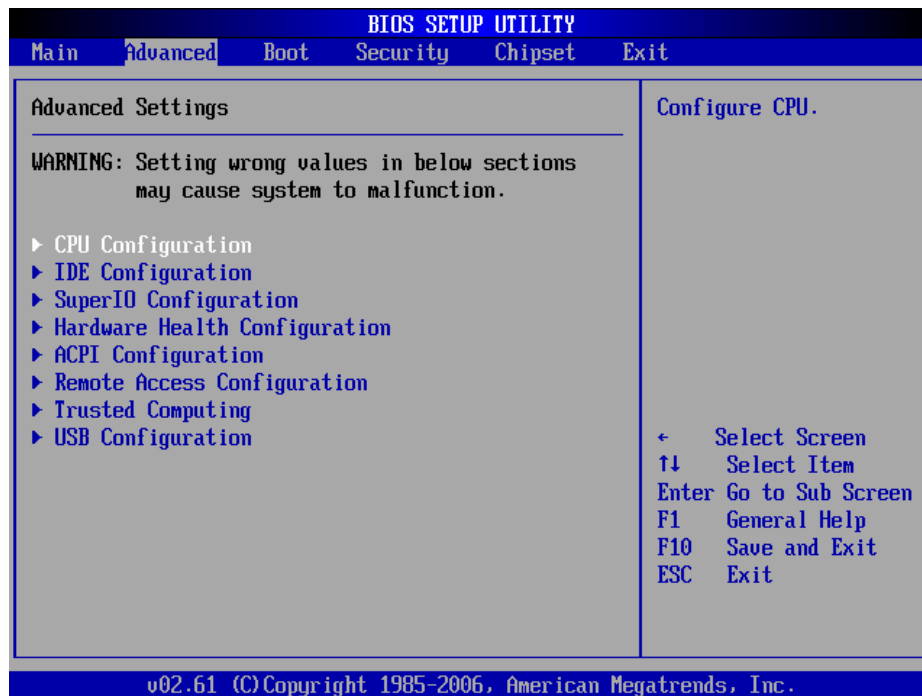 BIOS SETUP UTILITY
Main Advanced Boot Security Chipset Exit
Advanced Settings
WARNING: Setting wrong values in below sections
may cause system to malfunction.
▶ CPU Configuration
▶ IDE Configuration
▶ SuperIO Configuration
▶ Hardware Health Configuration
▶ ACPI Configuration
▶ Remote Access Configuration
▶ Trusted Computing
▶ USB Configuration
Configure CPU.
← Select Screen
↑↓ Select Item
Enter Go to Sub Screen
F1 General Help
F10 Save and Exit
ESC Exit
v02.61 (C)Copyright 1985-2006, American Megatrends, Inc.